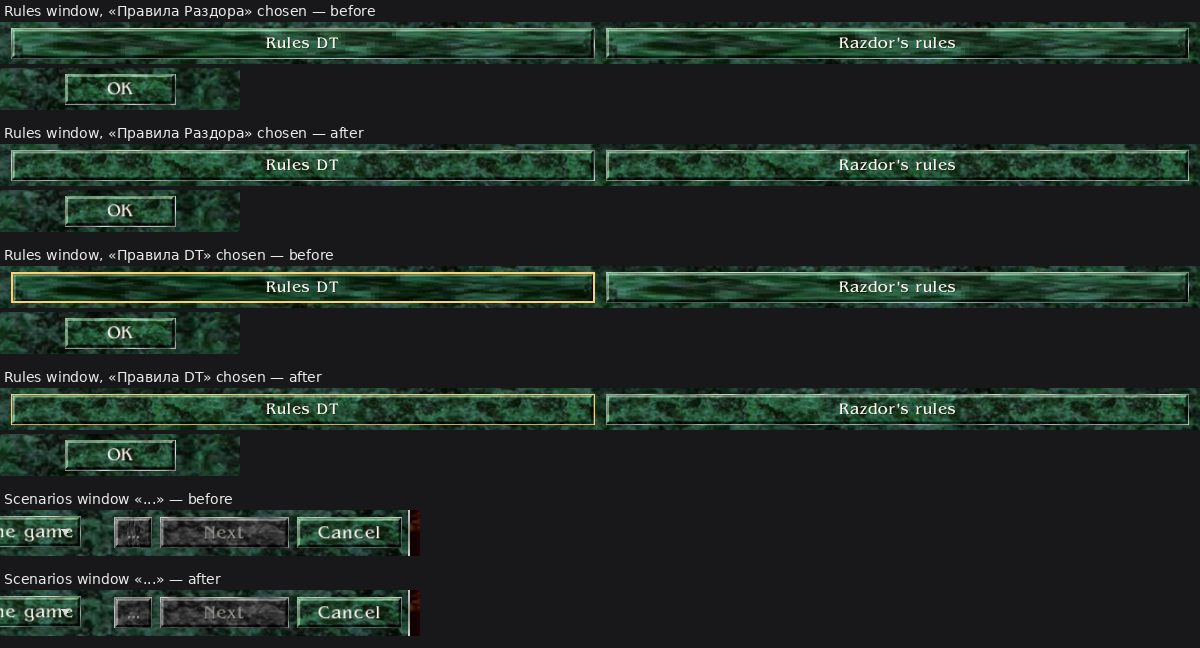 Rules window, «Правила Раздора» chosen — before
Rules DT Razdor's rules
OK
Rules window, «Правила Раздора» chosen — after
Rules DT Razdor's rules
OK
Rules window, «Правила DT» chosen — before
Rules DT Razdor's rules
OK
Rules window, «Правила DT» chosen — after
Rules DT Razdor's rules
OK
Scenarios window «...» — before
ne game ... Next Cancel
Scenarios window «...» — after
ne game ... Next Cancel